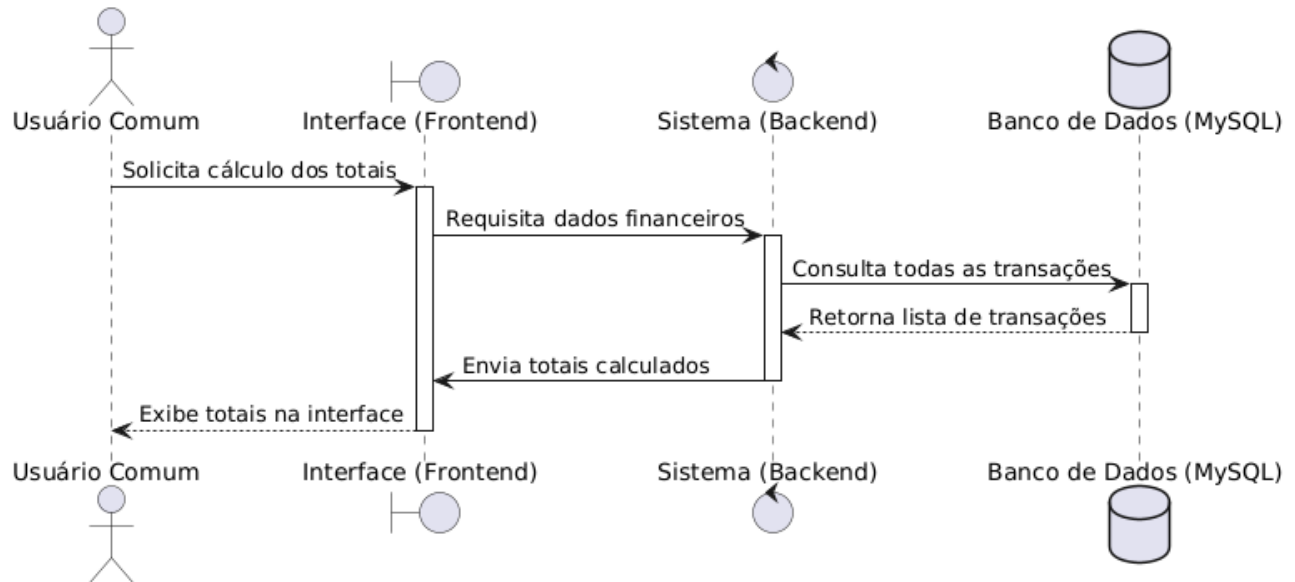 Usuário Comum
Interface (Frontend)
Sistema (Backend)
Banco de Dados (MySQL)
Solicita cálculo dos totais
Requisita dados financeiros
Consulta todas as transações
Retorna lista de transações
Envia totais calculados
Exibe totais na interface
Usuário Comum
Interface (Frontend)
Sistema (Backend)
Banco de Dados (MySQL)